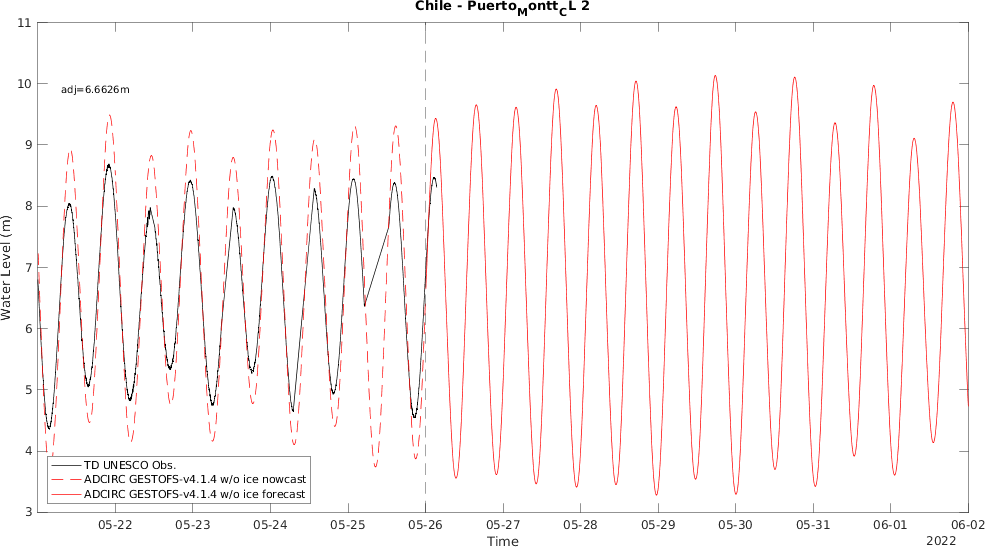 Chile - Puerto_Montt_CL 2
11
10
adj=6.6626m
9
8
7
Water Level (m)
6
5
4
3
TD UNESCO Obs.
ADCIRC GESTOFS-v4.1.4 w/o ice nowcast
ADCIRC GESTOFS-v4.1.4 w/o ice forecast
05-22 05-23 05-24 05-25 05-26 05-27 05-28 05-29 05-30 05-31 06-01 06-02
Time
2022